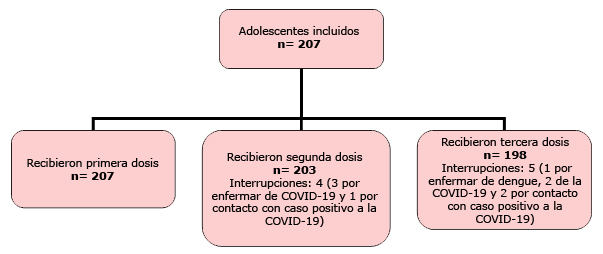 Adolescentes incluidos
n= 207
Recibieron primera dosis
n= 207
Recibieron segunda dosis
n= 203
Interrupciones: 4 (3 por
enfermar de COVID-19 y 1 por
contacto con caso positivo a la
COVID-19)
Recibieron tercera dosis
n= 198
Interrupciones: 5 (1 por
enfermar de dengue, 2 de la
COVID-19 y 2 por contacto
con caso positivo a la
COVID-19)